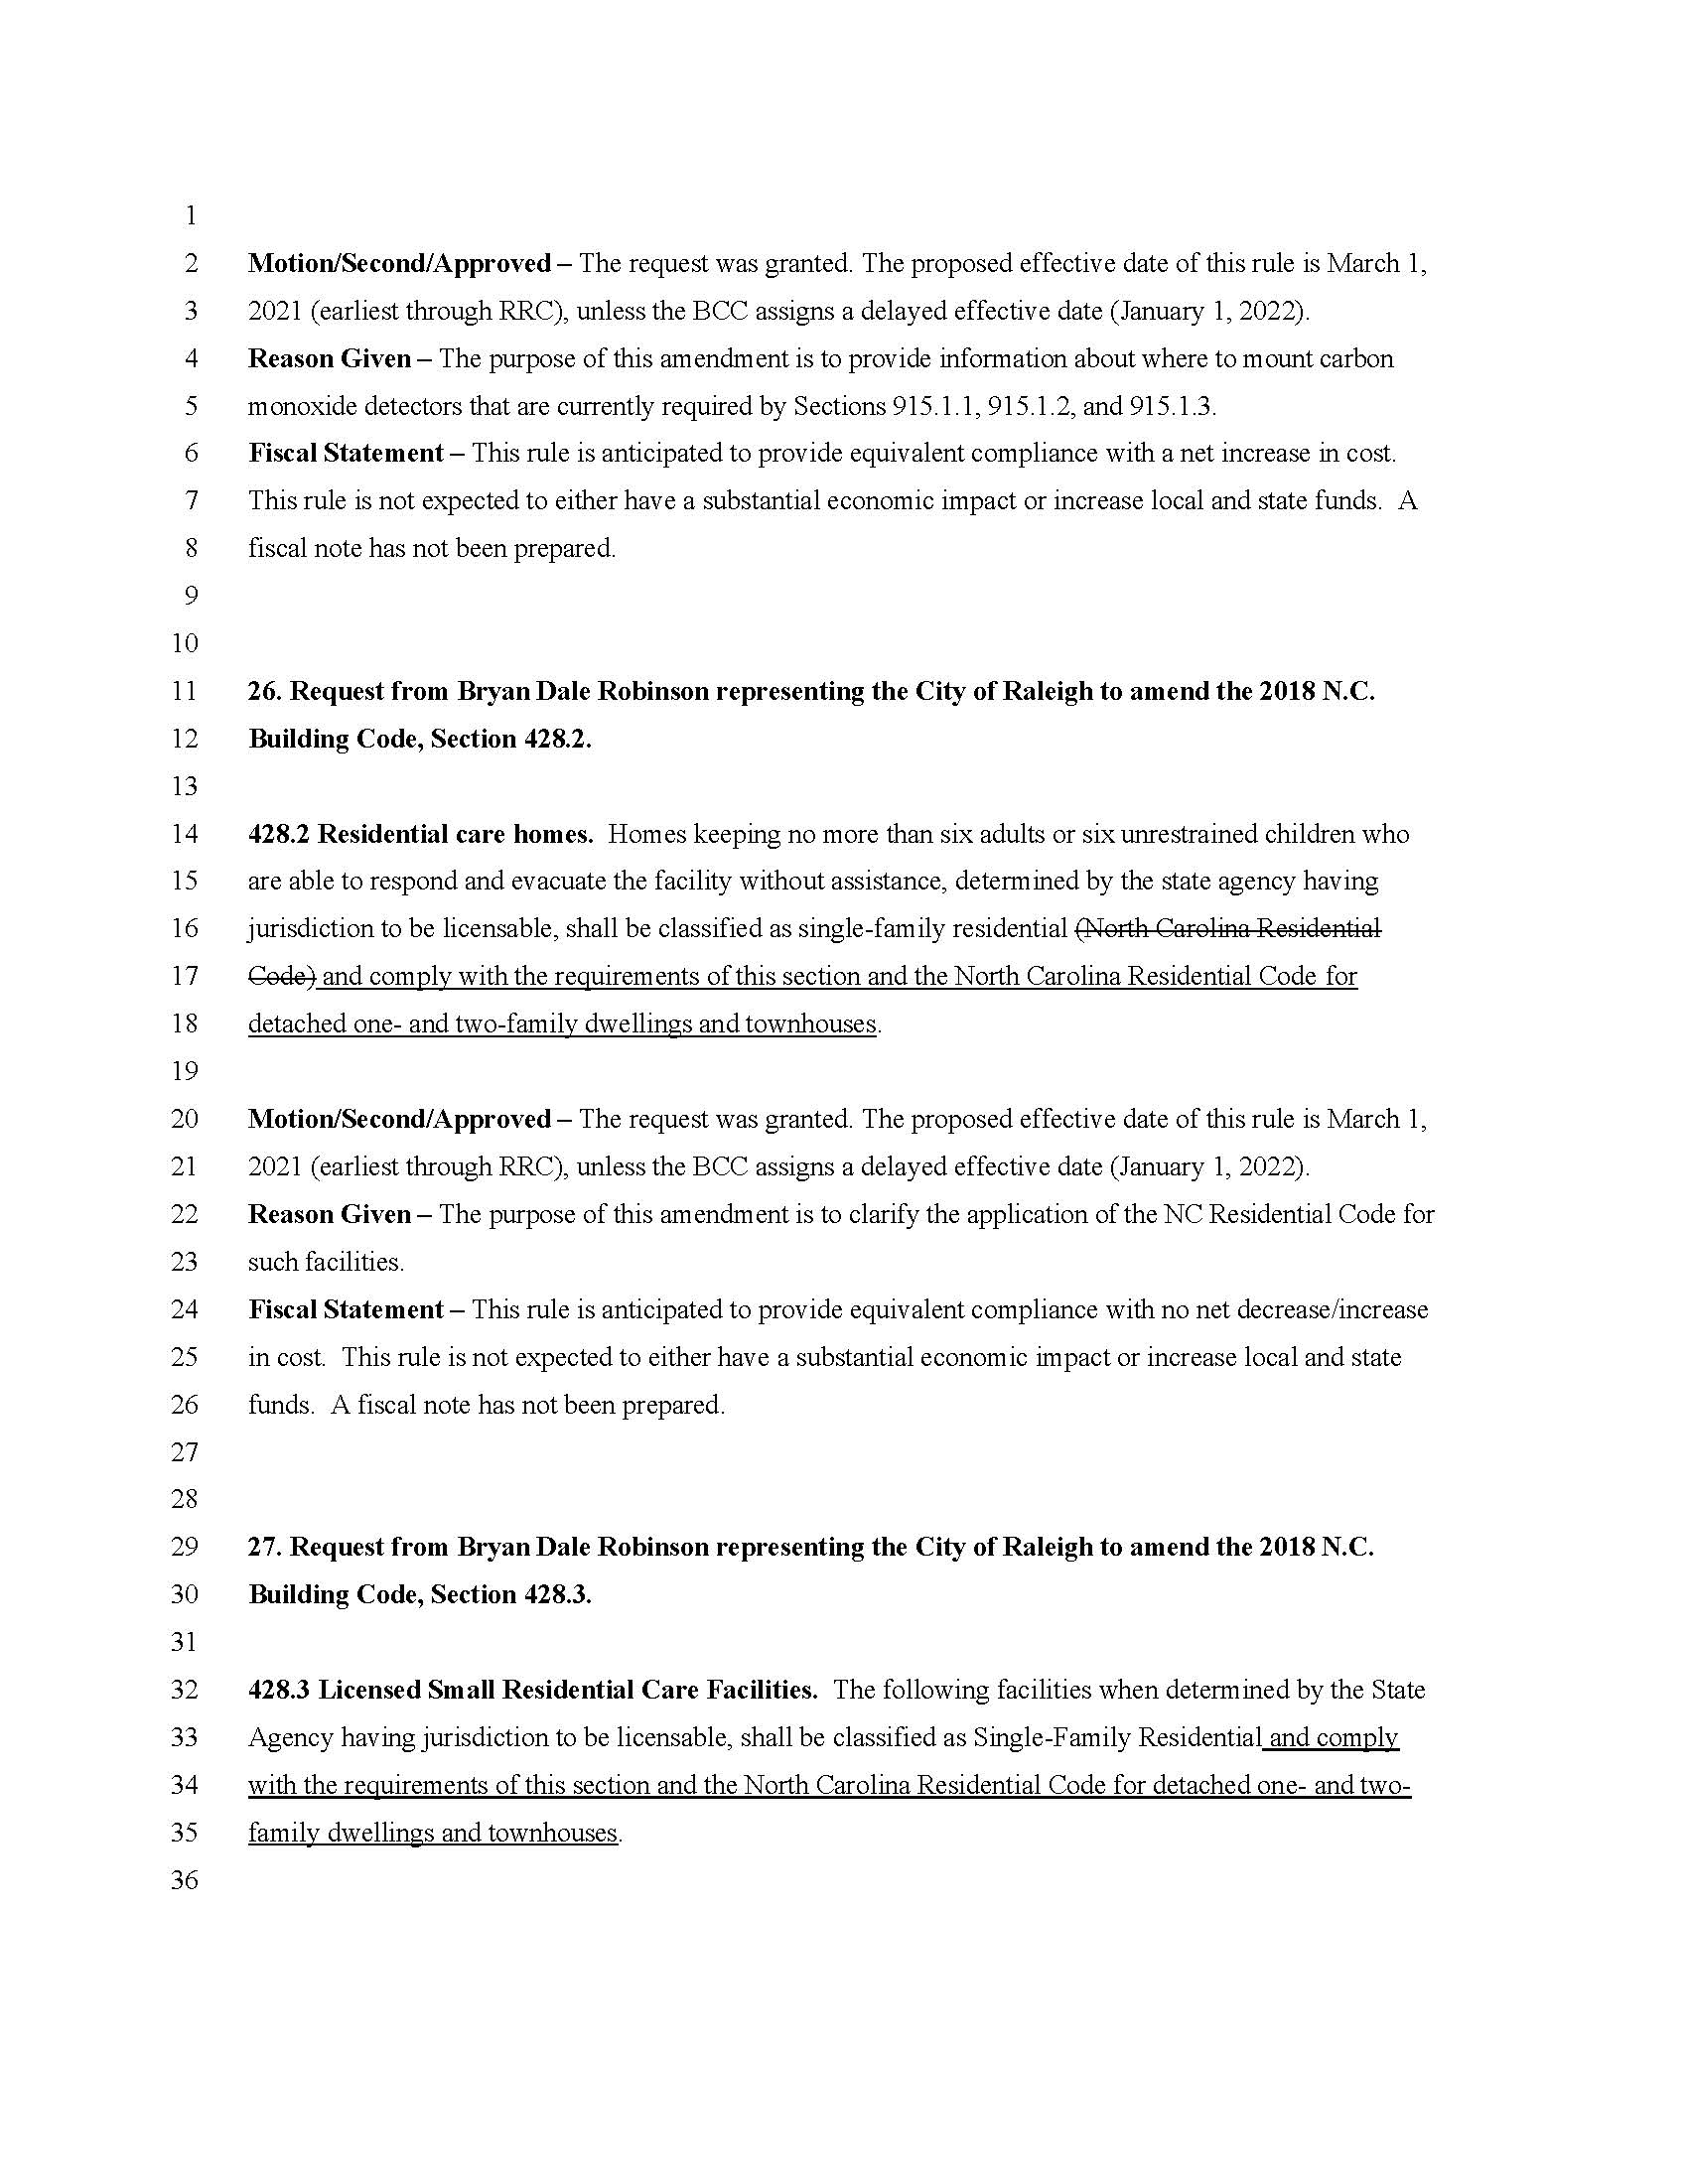 1
2 Motion/Second/Approved – The request was granted. The proposed effective date of this rule is March 1,
3 2021 (earliest through RRC), unless the BCC assigns a delayed effective date (January 1, 2022).
4 Reason Given – The purpose of this amendment is to provide information about where to mount carbon
5 monoxide detectors that are currently required by Sections 915.1.1, 915.1.2, and 915.1.3.
6 Fiscal Statement – This rule is anticipated to provide equivalent compliance with a net increase in cost.
7 This rule is not expected to either have a substantial economic impact or increase local and state funds. A
8 fiscal note has not been prepared.
9
10
11 26. Request from Bryan Dale Robinson representing the City of Raleigh to amend the 2018 N.C.
12 Building Code, Section 428.2.
13
14 428.2 Residential care homes. Homes keeping no more than six adults or six unrestrained children who
15 are able to respond and evacuate the facility without assistance, determined by the state agency having
16 jurisdiction to be licensable, shall be classified as single-family residential (North Carolina Residential
17 Code) and comply with the requirements of this section and the North Carolina Residential Code for
18 detached one- and two-family dwellings and townhouses.
19
20 Motion/Second/Approved – The request was granted. The proposed effective date of this rule is March 1,
21 2021 (earliest through RRC), unless the BCC assigns a delayed effective date (January 1, 2022).
22 Reason Given – The purpose of this amendment is to clarify the application of the NC Residential Code for
23 such facilities.
24 Fiscal Statement – This rule is anticipated to provide equivalent compliance with no net decrease/increase
25 in cost. This rule is not expected to either have a substantial economic impact or increase local and state
26 funds. A fiscal note has not been prepared.
27
28
29 27. Request from Bryan Dale Robinson representing the City of Raleigh to amend the 2018 N.C.
30 Building Code, Section 428.3.
31
32 428.3 Licensed Small Residential Care Facilities. The following facilities when determined by the State
33 Agency having jurisdiction to be licensable, shall be classified as Single-Family Residential and comply
34 with the requirements of this section and the North Carolina Residential Code for detached one- and two-
35 family dwellings and townhouses.
36